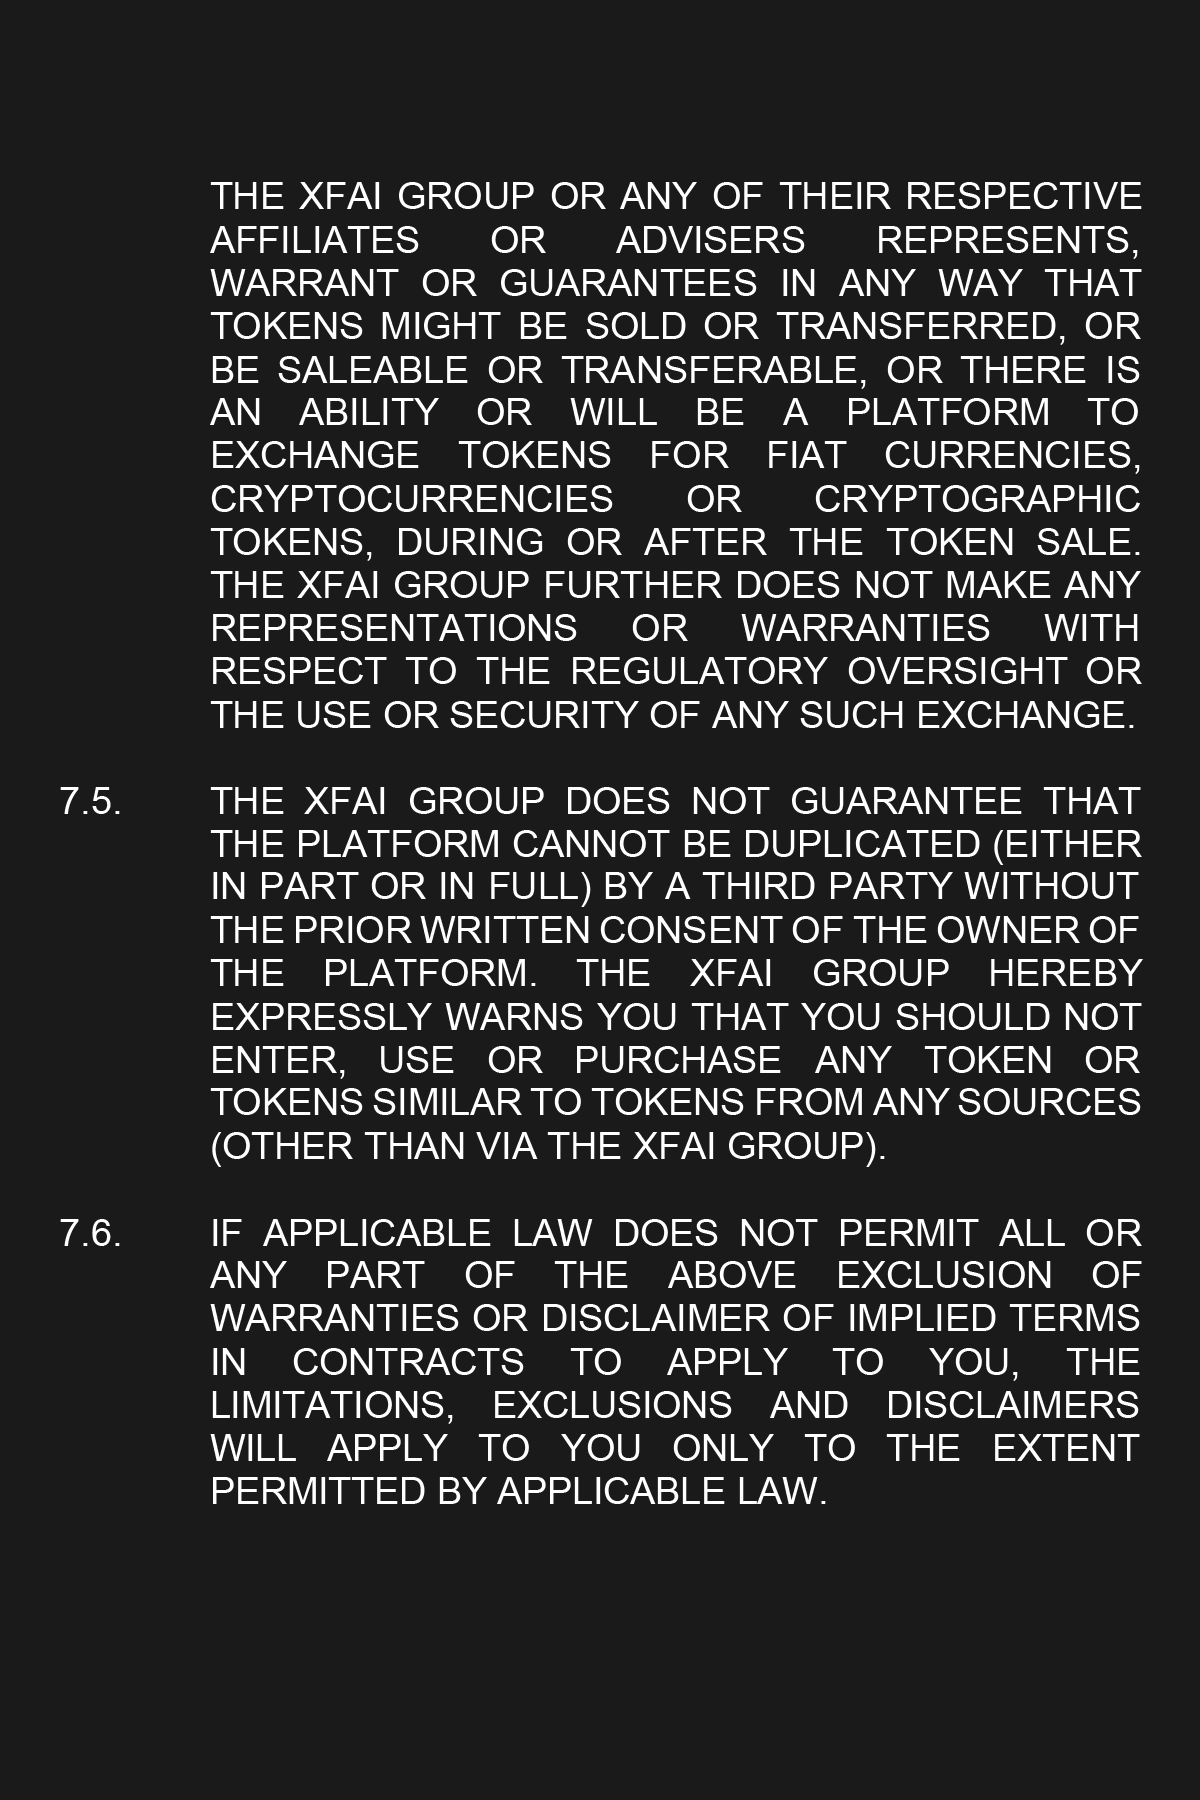 THE XFAI GROUP OR ANY OF THEIR RESPECTIVE
AFFILIATES OR ADVISERS REPRESENTS,
WARRANT OR GUARANTEES IN ANY WAY THAT
TOKENS MIGHT BE SOLD OR TRANSFERRED, OR
BE SALEABLE OR TRANSFERABLE, OR THERE IS
AN ABILITY OR WILL BE A PLATFORM TO
EXCHANGE TOKENS FOR FIAT CURRENCIES,
CRYPTOCURRENCIES OR CRYPTOGRAPHIC
TOKENS, DURING OR AFTER THE TOKEN SALE.
THE XFAI GROUP FURTHER DOES NOT MAKE ANY
REPRESENTATIONS OR WARRANTIES WITH
RESPECT TO THE REGULATORY OVERSIGHT OR
THE USE OR SECURITY OF ANY SUCH EXCHANGE.
7.5. THE XFAI GROUP DOES NOT GUARANTEE THAT
THE PLATFORM CANNOT BE DUPLICATED (EITHER
IN PART OR IN FULL) BY A THIRD PARTY WITHOUT
THE PRIOR WRITTEN CONSENT OF THE OWNER OF
THE PLATFORM. THE XFAI GROUP HEREBY
EXPRESSLY WARNS YOU THAT YOU SHOULD NOT
ENTER, USE OR PURCHASE ANY TOKEN OR
TOKENS SIMILAR TO TOKENS FROM ANY SOURCES
(OTHER THAN VIA THE XFAI GROUP).
7.6. IF APPLICABLE LAW DOES NOT PERMIT ALL OR
ANY PART OF THE ABOVE EXCLUSION OF
WARRANTIES OR DISCLAIMER OF IMPLIED TERMS
IN CONTRACTS TO APPLY TO YOU, THE
LIMITATIONS, EXCLUSIONS AND DISCLAIMERS
WILL APPLY TO YOU ONLY TO THE EXTENT
PERMITTED BY APPLICABLE LAW.